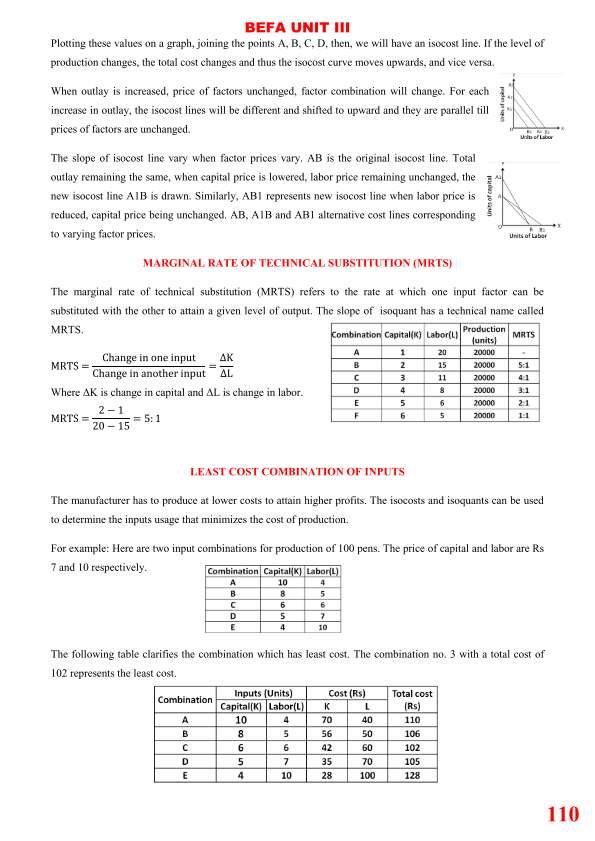 BEFA UNIT III
Plotting these values on a graph, joining the points A, B, C, D, then, we will have an isocost line. If the level of
production changes, the total cost changes and thus the isocost curve moves upwards, and vice versa.
When outlay is increased, price of factors unchanged, factor combination will change. For each
increase in outlay, the isocost lines will be different and shifted to upward and they are parallel till
prices of factors are unchanged.
Units of capital
Y
X
O
Units of Labor
The slope of isocost line vary when factor prices vary. AB is the original isocost line. Total
outlay remaining the same, when capital price is lowered, labor price remaining unchanged, the
new isocost line A1B is drawn. Similarly, AB1 represents new isocost line when labor price is
reduced, capital price being unchanged. AB, A1B and AB1 alternative cost lines corresponding
to varying factor prices.
Units of capital
Y
A1
A
O
B B1
X
Units of Labor
MARGINAL RATE OF TECHNICAL SUBSTITUTION (MRTS)
The marginal rate of technical substitution (MRTS) refers to the rate at which one input factor can be
substituted with the other to attain a given level of output. The slope of isoquant has a technical name called
MRTS.
MRTS = Change in one input / Change in another input = ΔK / ΔL
Where ΔK is change in capital and ΔL is change in labor.
MRTS = 2 − 1 / 20 − 15 = 5: 1
Combination Capital(K) Labor(L) Production (units) MRTS
A 1 20 20000 -
B 2 15 20000 5:1
C 3 11 20000 4:1
D 4 8 20000 3:1
E 5 6 20000 2:1
F 6 5 20000 1:1
LEAST COST COMBINATION OF INPUTS
The manufacturer has to produce at lower costs to attain higher profits. The isocosts and isoquants can be used
to determine the inputs usage that minimizes the cost of production.
For example: Here are two input combinations for production of 100 pens. The price of capital and labor are Rs
7 and 10 respectively.
Combination Capital(K) Labor(L)
A 10 4
B 8 5
C 6 6
D 5 7
E 4 10
The following table clarifies the combination which has least cost. The combination no. 3 with a total cost of
102 represents the least cost.
Combination Inputs (Units) Cost (Rs) Total cost (Rs)
Capital(K) Labor(L) K L
A 10 4 70 40 110
B 8 5 56 50 106
C 6 6 42 60 102
D 5 7 35 70 105
E 4 10 28 100 128
110